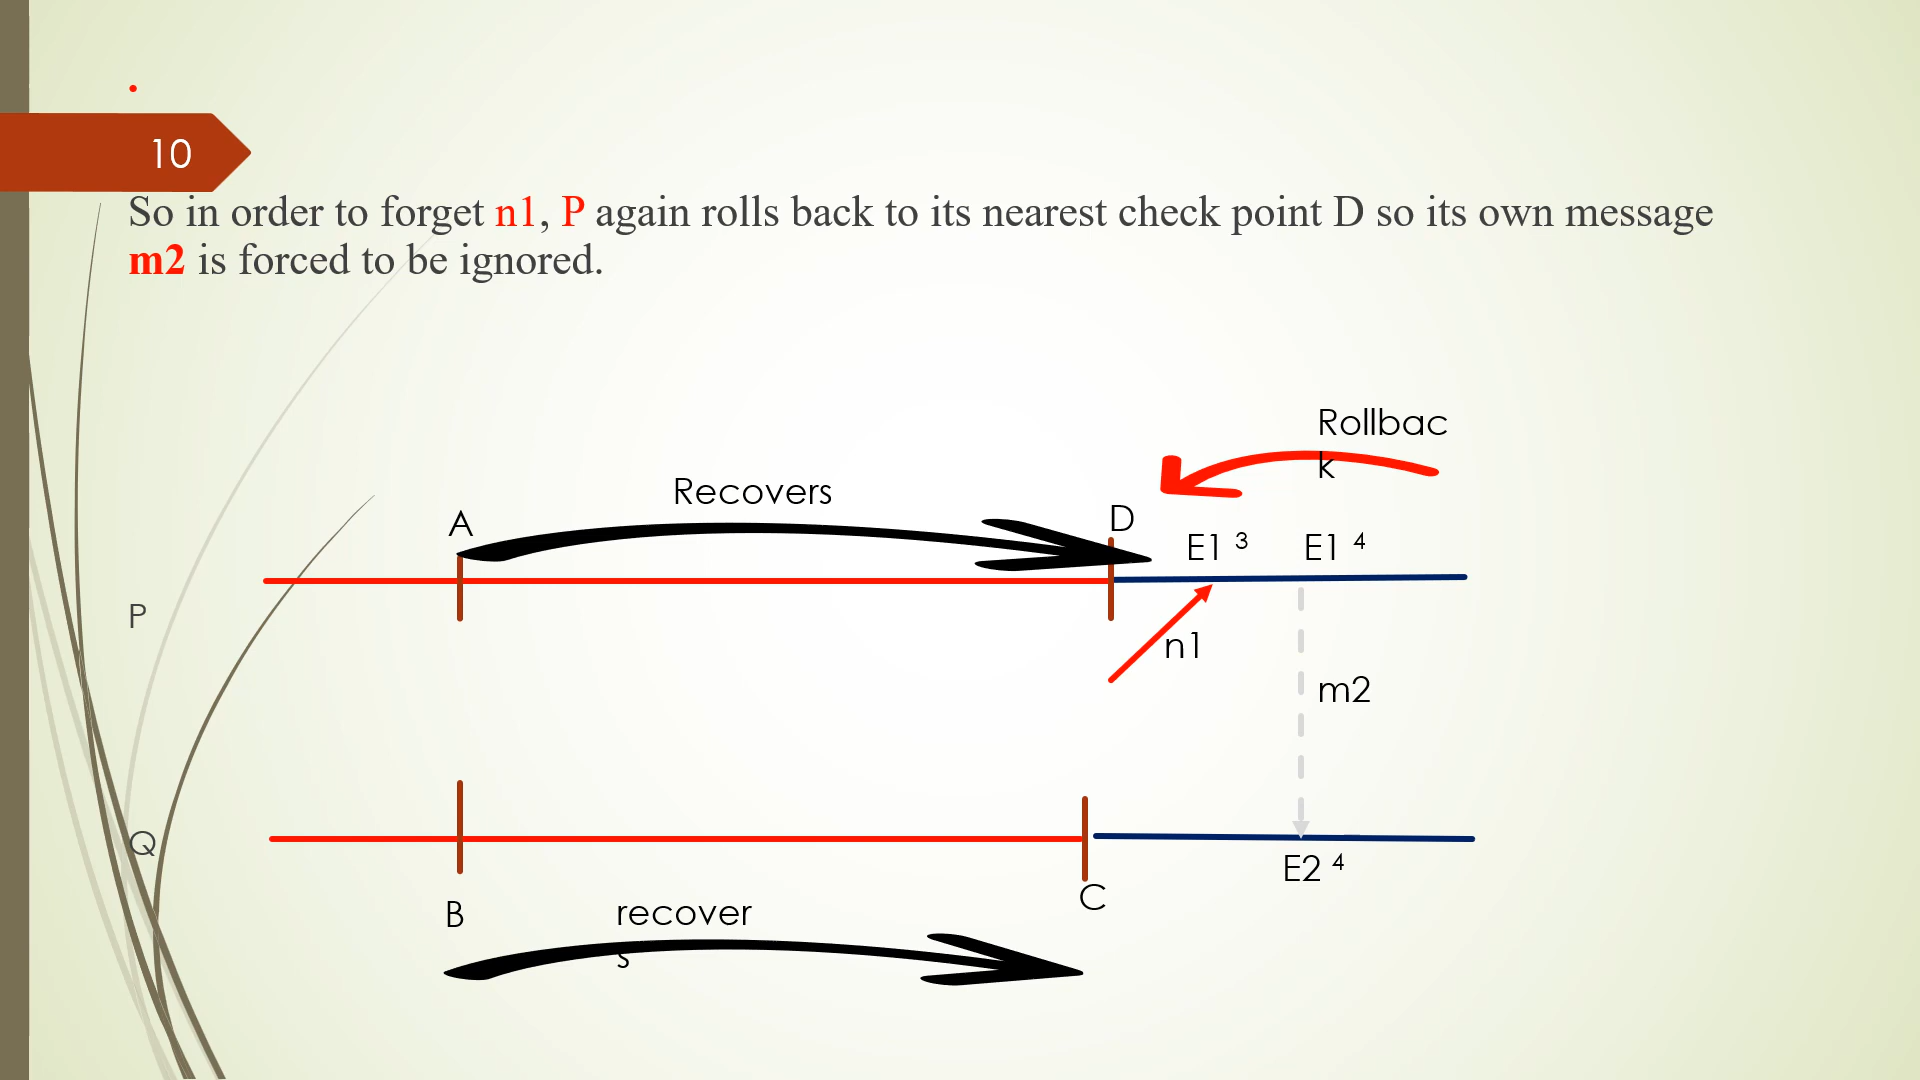 10
So in order to forget n1, P again rolls back to its nearest check point D so its own message
m2 is forced to be ignored.
Rollbac
k
Recovers
A
D
E1 3
E1 4
P
n1
m2
Q
E2 4
B
recover
s
C